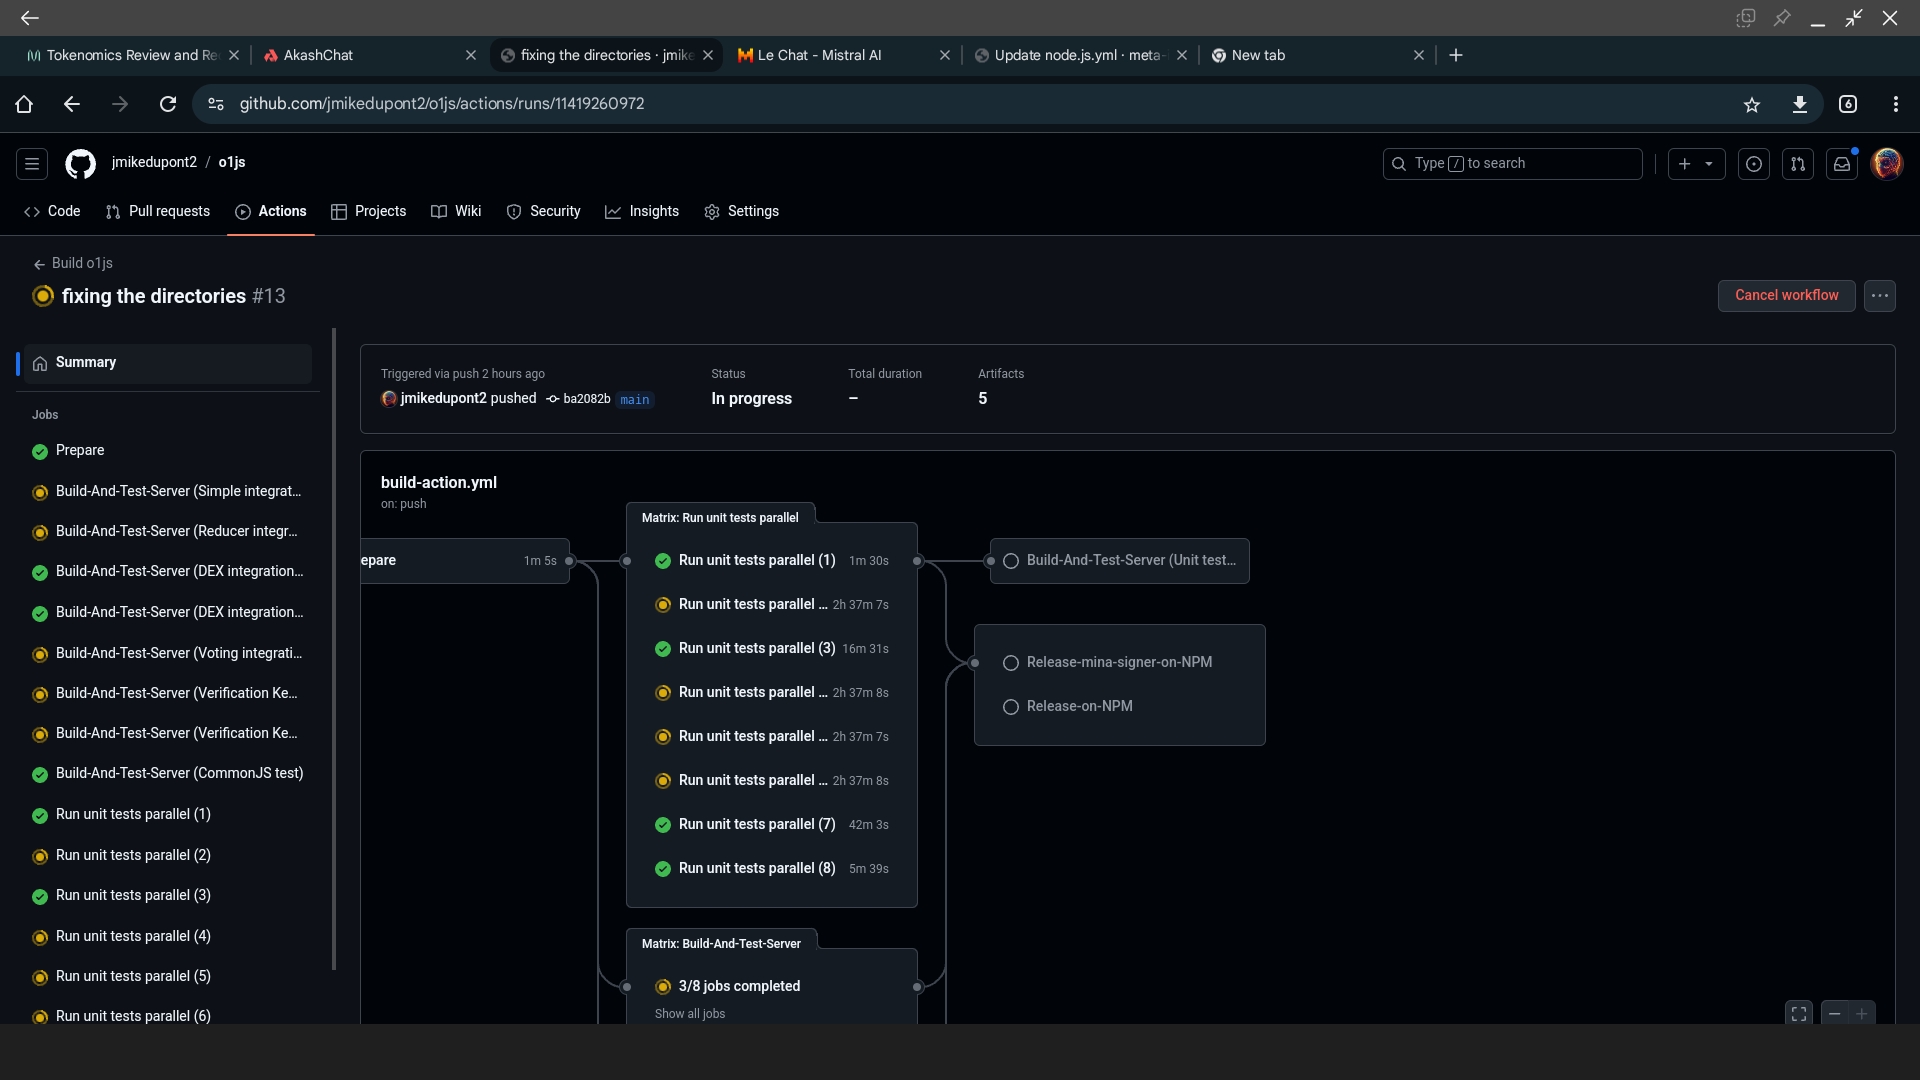 Tokenomics Review and Re
AkashChat
fixing the directories · jmike
Le Chat - Mistral AI
Update node.js.yml · meta-
New tab
github.com/jmikedupont2/o1js/actions/runs/11419260972
6
jmikedupont2 / o1js
Type / to search
Code
Pull requests
Actions
Projects
Wiki
Security
Insights
Settings
Build o1js
fixing the directories #13
Cancel workflow
Summary
Jobs
Prepare
Build-And-Test-Server (Simple integrat...
Build-And-Test-Server (Reducer integr...
Build-And-Test-Server (DEX integration...
Build-And-Test-Server (DEX integration...
Build-And-Test-Server (Voting integrati...
Build-And-Test-Server (Verification Ke...
Build-And-Test-Server (Verification Ke...
Build-And-Test-Server (CommonJS test)
Run unit tests parallel (1)
Run unit tests parallel (2)
Run unit tests parallel (3)
Run unit tests parallel (4)
Run unit tests parallel (5)
Run unit tests parallel (6)
Triggered via push 2 hours ago
jmikedupont2 pushed ba2082b main
Status
In progress
Total duration
–
Artifacts
5
build-action.yml
on: push
epare 1m 5s
Matrix: Run unit tests parallel
Run unit tests parallel (1) 1m 30s
Run unit tests parallel ... 2h 37m 7s
Run unit tests parallel (3) 16m 31s
Run unit tests parallel ... 2h 37m 8s
Run unit tests parallel ... 2h 37m 7s
Run unit tests parallel ... 2h 37m 8s
Run unit tests parallel (7) 42m 3s
Run unit tests parallel (8) 5m 39s
Build-And-Test-Server (Unit test...
Release-mina-signer-on-NPM
Release-on-NPM
Matrix: Build-And-Test-Server
3/8 jobs completed
Show all jobs